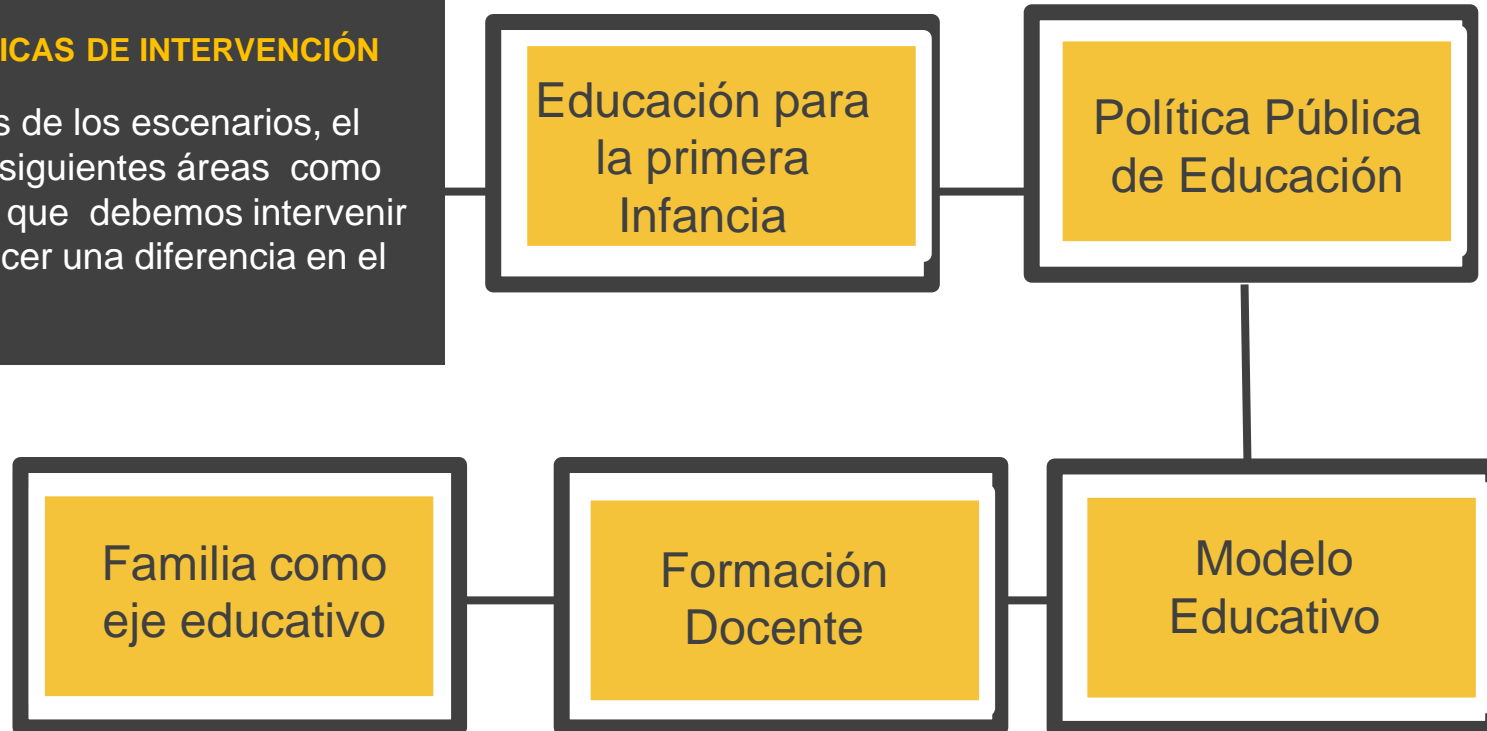 ICAS DE INTERVENCIÓN
s de los escenarios, el
siguientes áreas como
que debemos intervenir
cer una diferencia en el
Educación para
la primera
Infancia
Política Pública
de Educación
Familia como
eje educativo
Formación
Docente
Modelo
Educativo